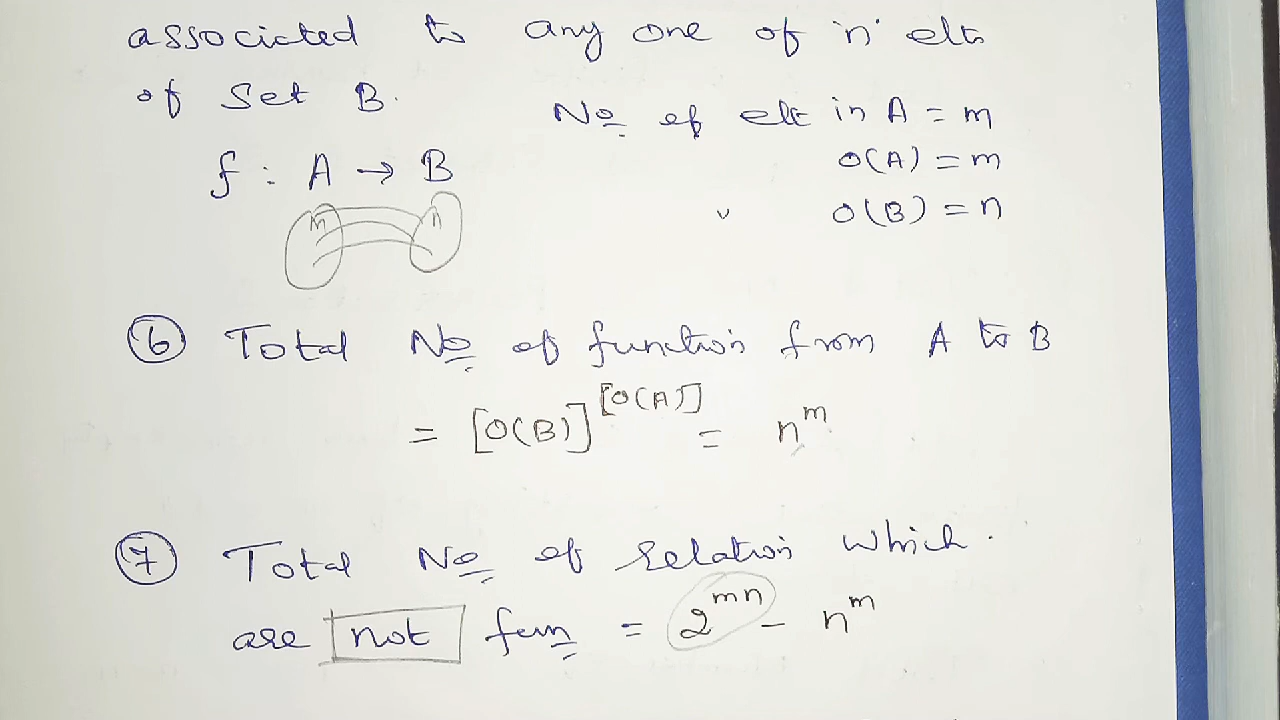 associated to any one of 'n' elts
of Set B.
No of elt in A = m
f : A → B
O(A) = m
m n
" O(B) = n
⑥ Total No of function from A to B
= [O(B)]^[O(A)] = n^m
⑦ Total No of relation which.
are not fun = 2^mn - n^m